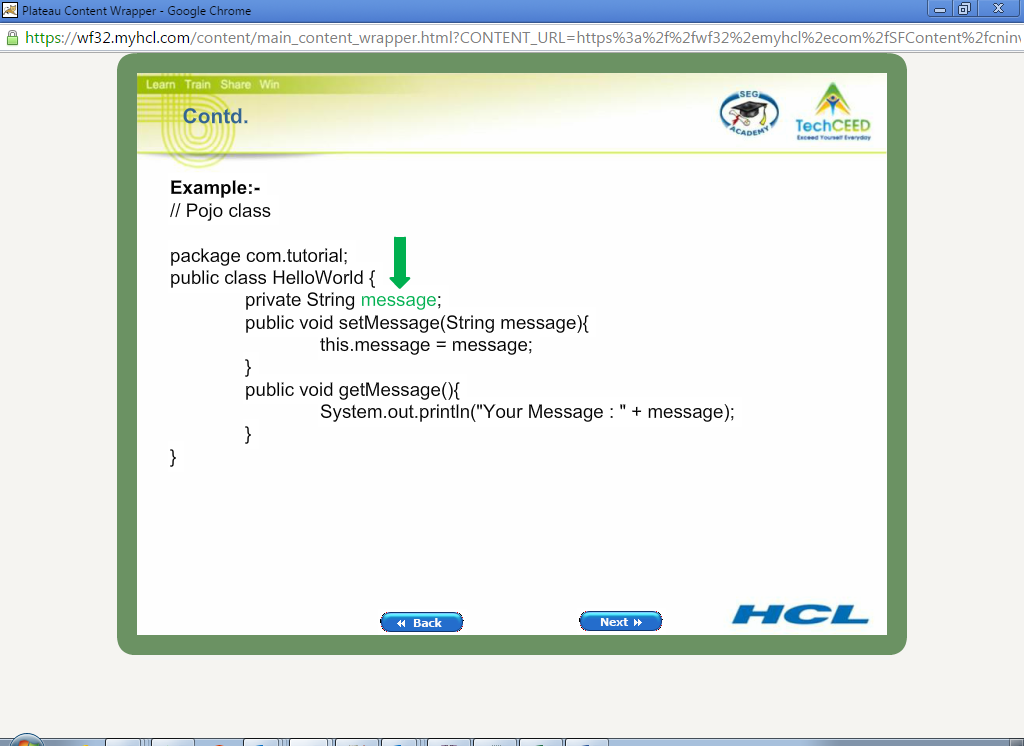 Plateau Content Wrapper - Google Chrome
https://wf32.myhcl.com/content/main_content_wrapper.html?CONTENT_URL=https%3a%2f%2fwf32%2emyhcl%2ecom%2fSFContent%2fcninv
Learn Train Share Win
Contd.
SEG
ACADEMY
TechCEED
Exceed Yourself Everyday
Example:-
// Pojo class
package com.tutorial;
public class HelloWorld {
private String message;
public void setMessage(String message){
this.message = message;
}
public void getMessage(){
System.out.println("Your Message : " + message);
}
}
Back
Next
HCL